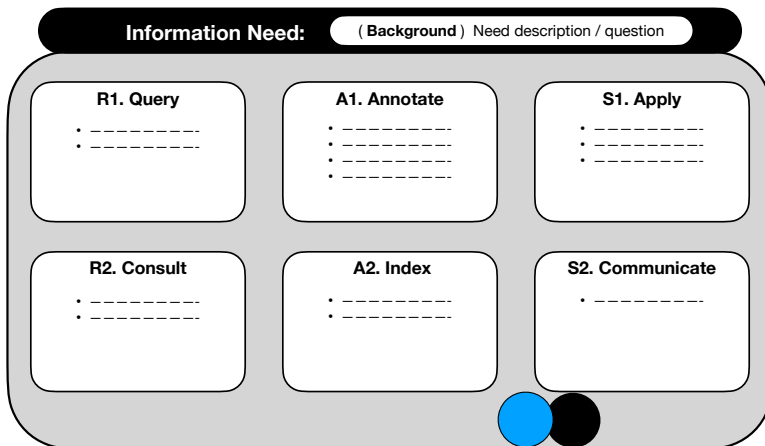 Information Need: ( Background ) Need description / question
R1. Query
A1. Annotate
S1. Apply
R2. Consult
A2. Index
S2. Communicate